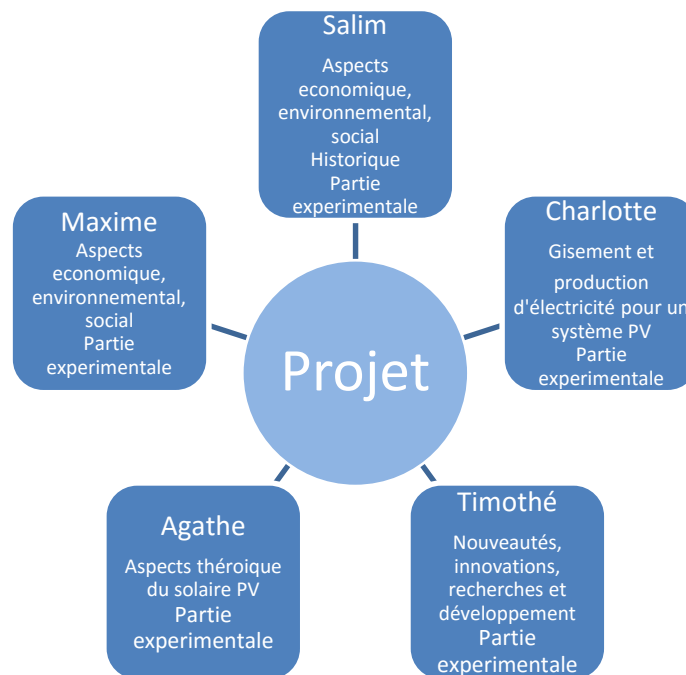 Salim
Aspects
economique,
environnemental,
social
Historique
Partie
experimentale
Maxime
Aspects
economique,
environnemental,
social
Partie
experimentale
Charlotte
Gisement et
production
d'électricité pour un
système PV
Partie
experimentale
Projet
Agathe
Aspects théroique
du solaire PV
Partie
experimentale
Timothé
Nouveautés,
innovations,
recherches et
développement
Partie
experimentale